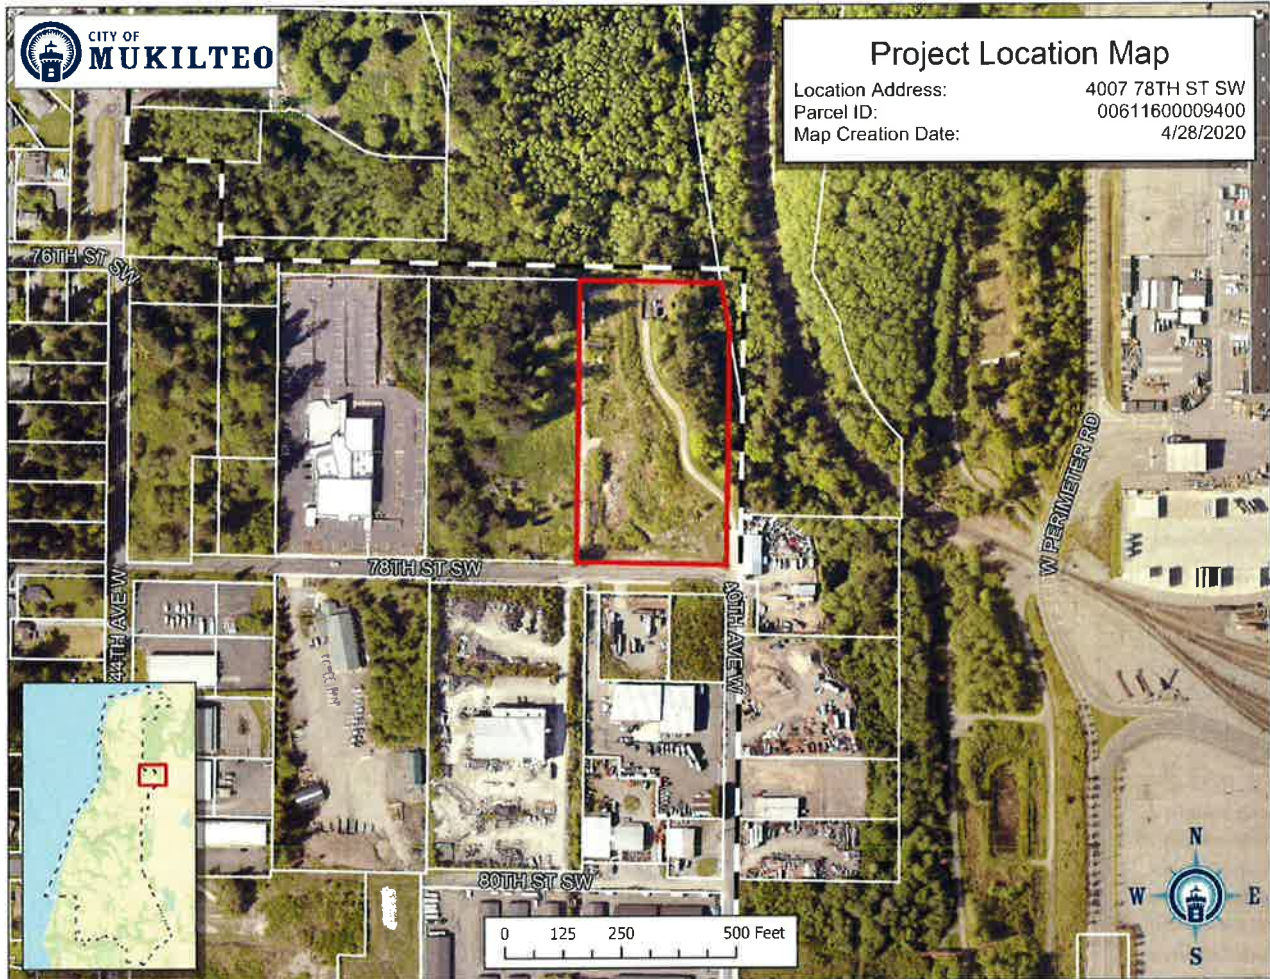 CITY OF
MUKILTEO
Project Location Map
Location Address: 4007 78TH ST SW
Parcel ID: 00611600009400
Map Creation Date: 4/28/2020
76TH ST SW
W PERIMETER RD
78TH ST SW
44TH AVE W
40TH AVE W
80TH ST SW
0 125 250 500 Feet
N
W E
S